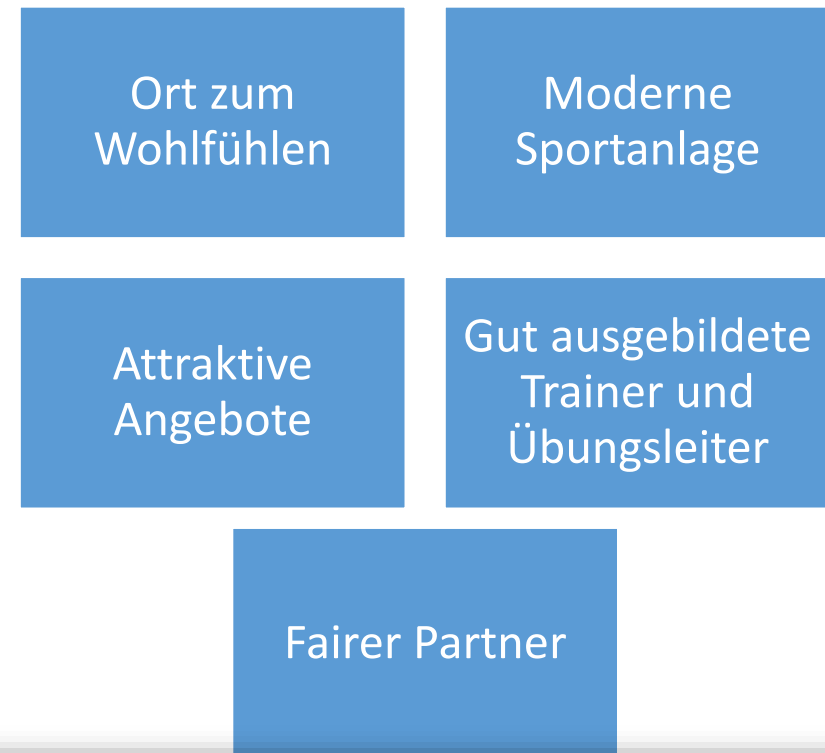 Ort zum
Wohlfühlen
Moderne
Sportanlage
Attraktive
Angebote
Gut ausgebildete
Trainer und
Übungsleiter
Fairer Partner